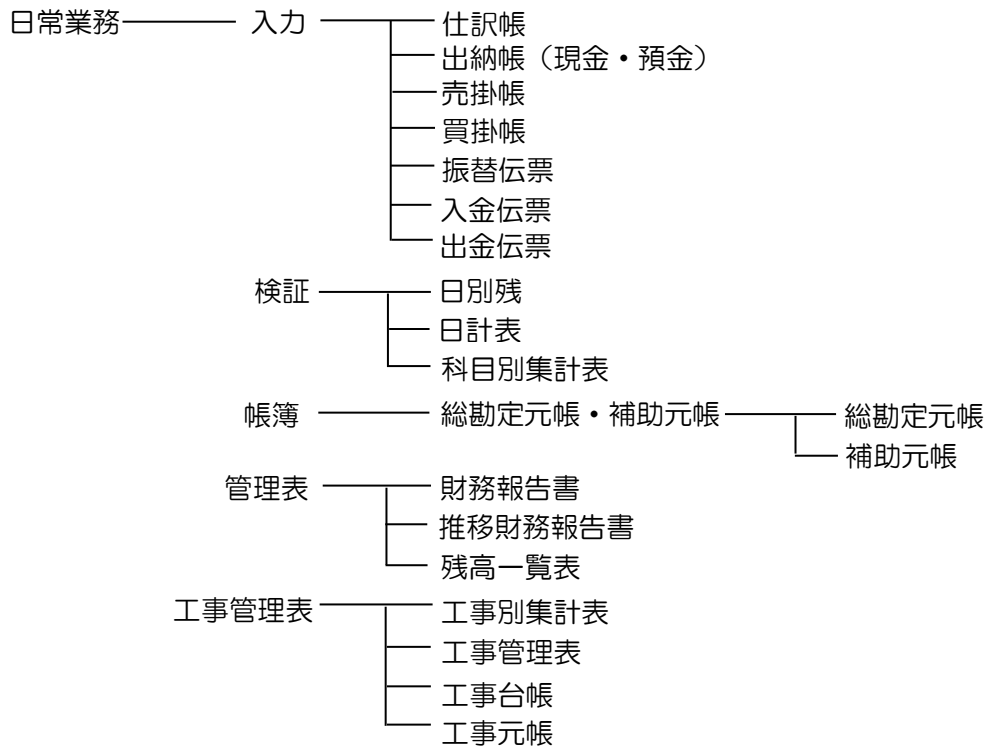 日常業務 入力 仕訳帳
出納帳（現金・預金）
売掛帳
買掛帳
振替伝票
入金伝票
出金伝票
検証 日別残
日計表
科目別集計表
帳簿 総勘定元帳・補助元帳 総勘定元帳
補助元帳
管理表 財務報告書
推移財務報告書
残高一覧表
工事管理表 工事別集計表
工事管理表
工事台帳
工事元帳